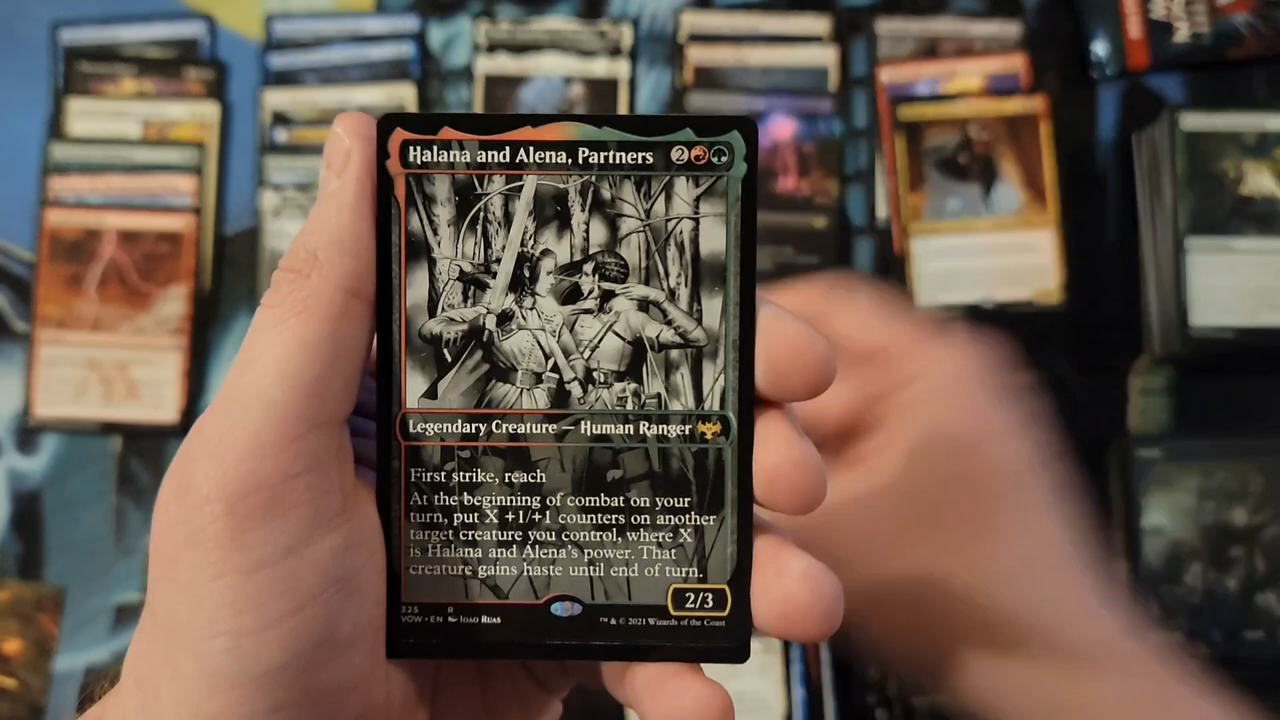 Halana and Alena, Partners 2
Legendary Creature — Human Ranger
First strike, reach
At the beginning of combat on your
turn, put X +1/+1 counters on another
target creature you control, where X
is Halana and Alena's power. That
creature gains haste until end of turn.
2/3
325 R
VOW • EN João Ruas
™ & © 2021 Wizards of the Coast